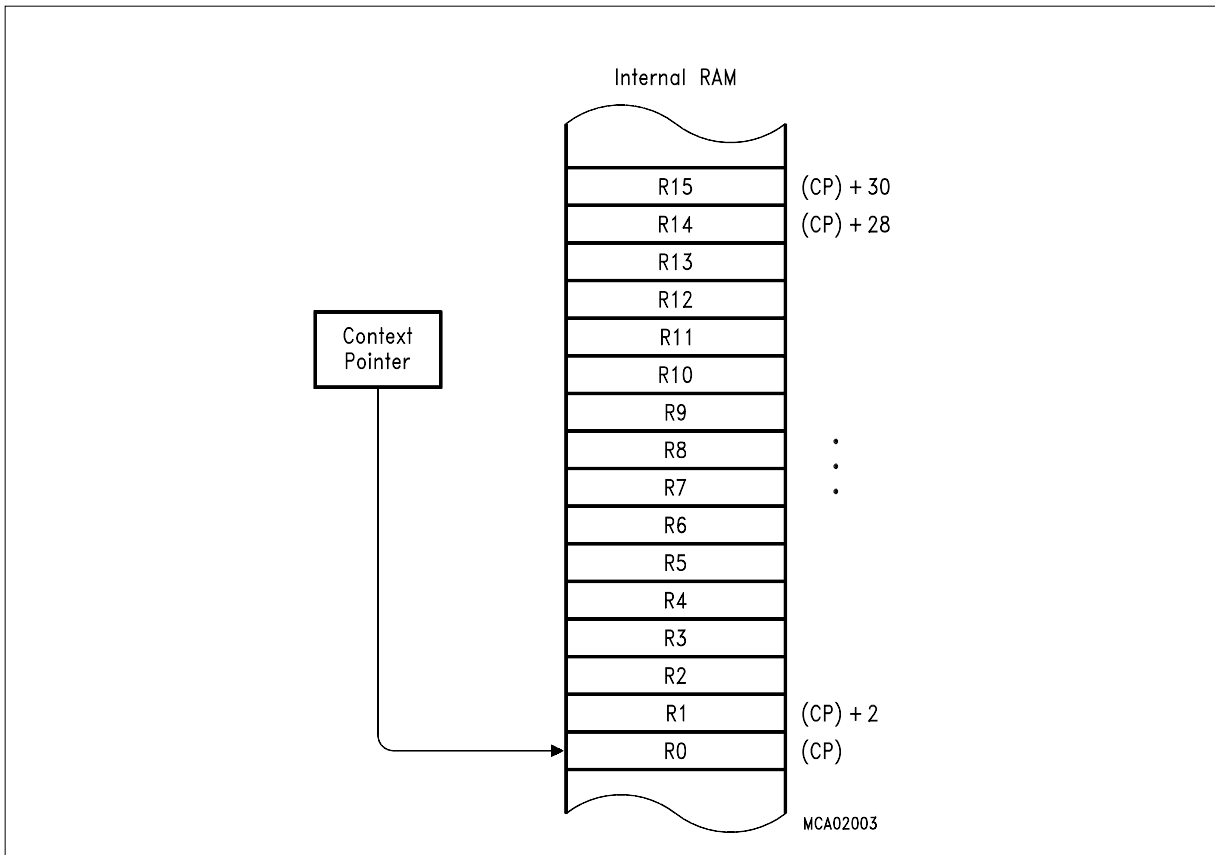 Internal RAM
R15 (CP) + 30
R14 (CP) + 28
R13
R12
Context
Pointer
R11
R10
R9
R8
R7
R6
R5
R4
R3
R2
R1 (CP) + 2
R0 (CP)
MCA02003